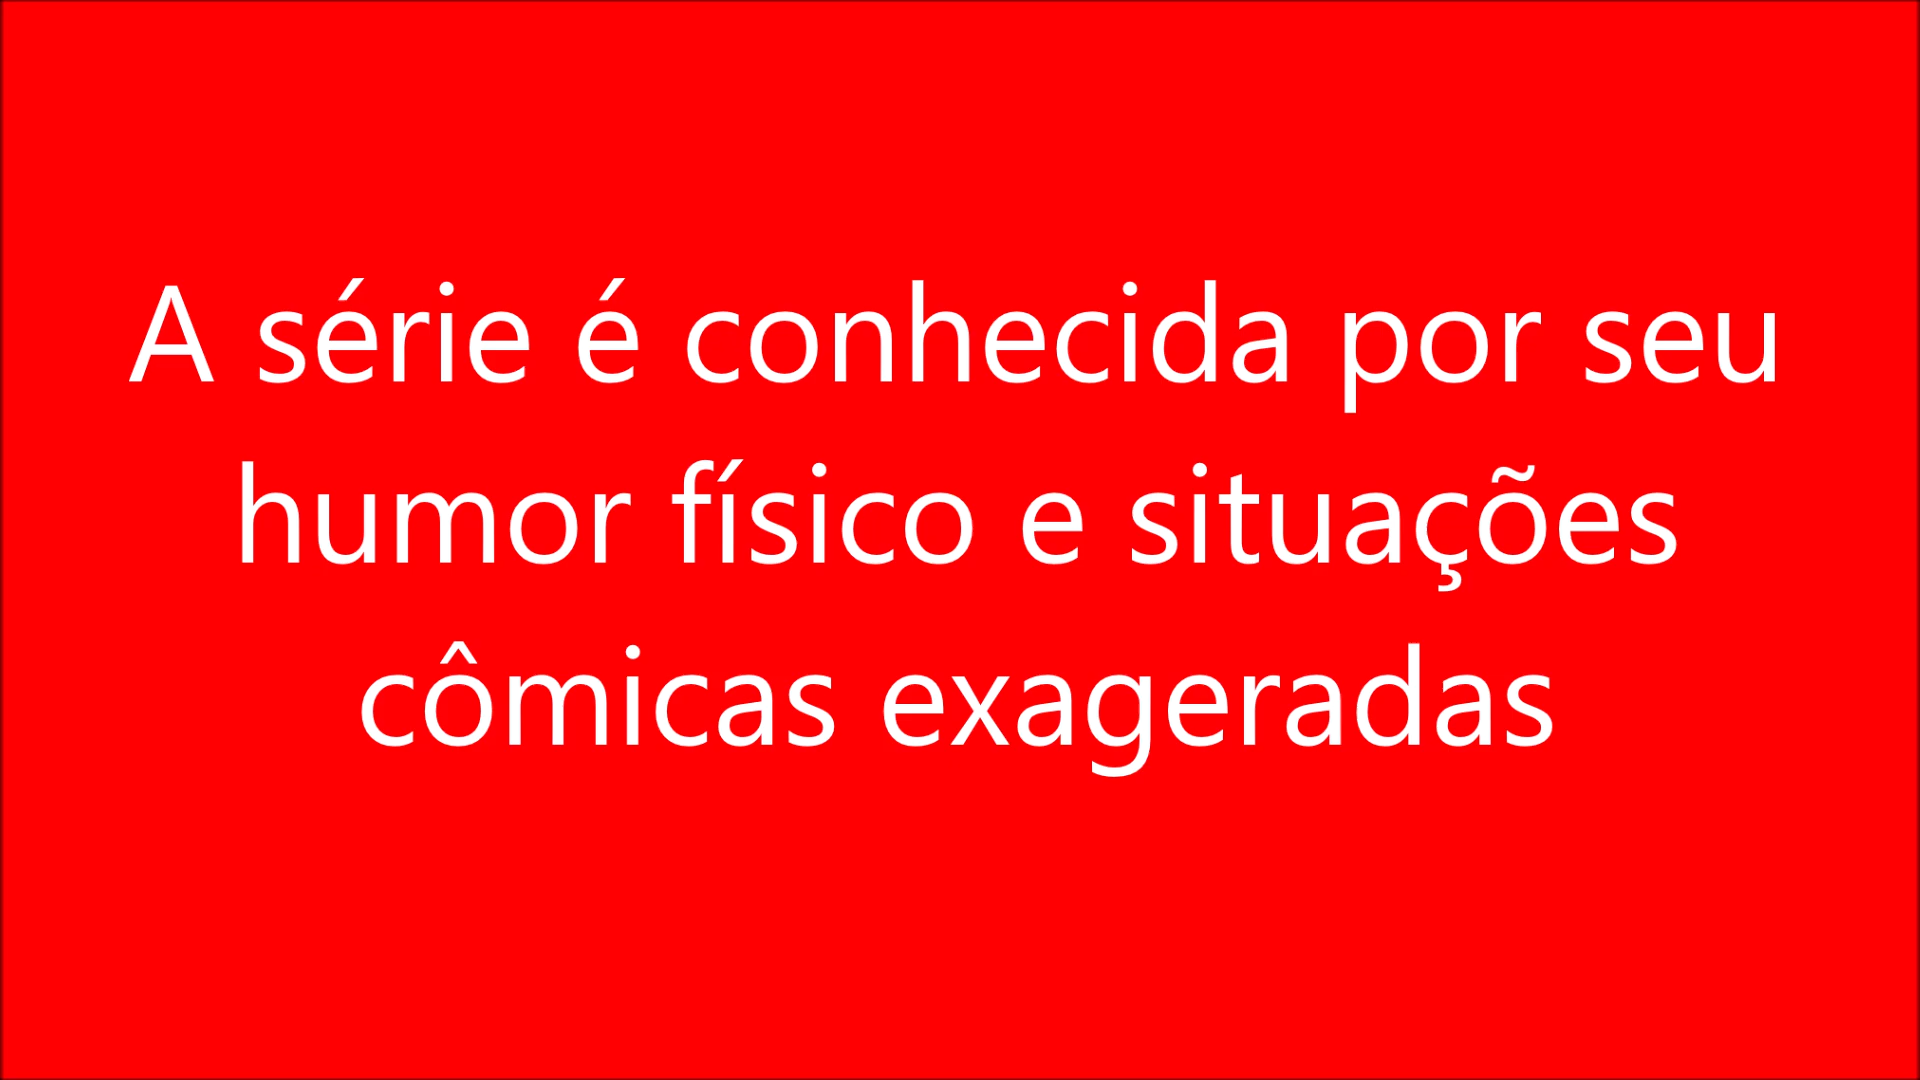 A série é conhecida por seu
humor físico e situações
cômicas exageradas